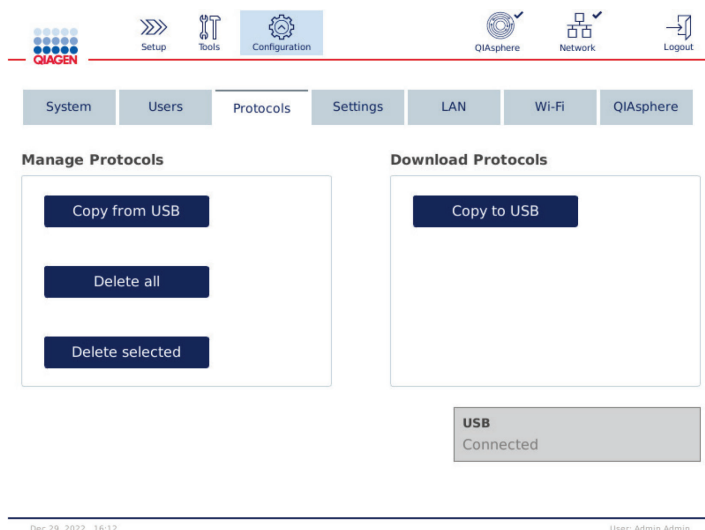 QIAGEN
Setup
Tools
Configuration
QIAsphere
Network
Logout
System
Users
Protocols
Settings
LAN
Wi-Fi
QIAsphere
Manage Protocols
Download Protocols
Copy from USB
Copy to USB
Delete all
Delete selected
USB
Connected
Dec 29, 2022 16:12
User: Admin Admin